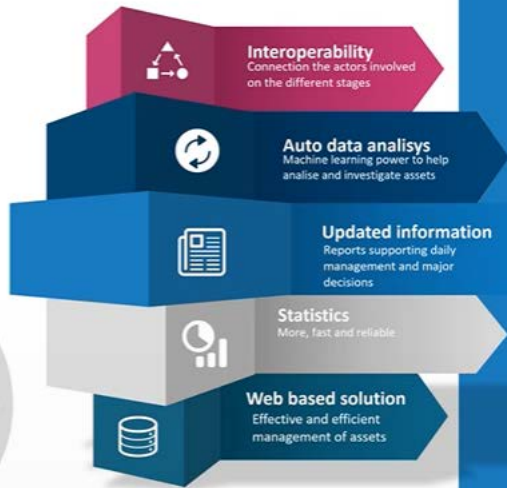 Interoperability
Connection the actors involved
on the different stages
Auto data analisys
Machine learning power to help
analise and investigate assets
Updated information
Reports supporting daily
management and major
decisions
Statistics
More, fast and reliable
Web based solution
Effective and efficient
management of assets